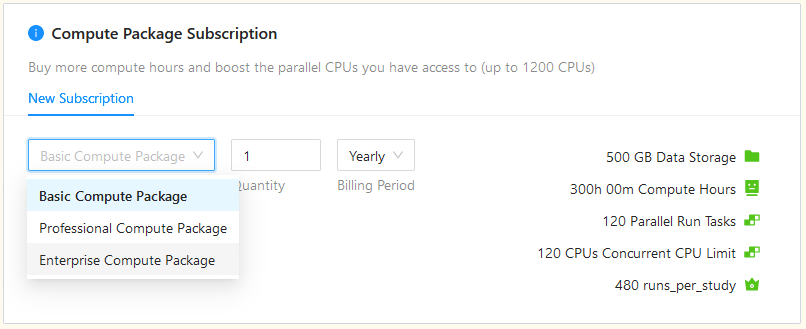 Compute Package Subscription
Buy more compute hours and boost the parallel CPUs you have access to (up to 1200 CPUs)
New Subscription
Basic Compute Package 1 Yearly
Quantity Billing Period
Basic Compute Package
Professional Compute Package
Enterprise Compute Package
500 GB Data Storage
300h 00m Compute Hours
120 Parallel Run Tasks
120 CPUs Concurrent CPU Limit
480 runs_per_study